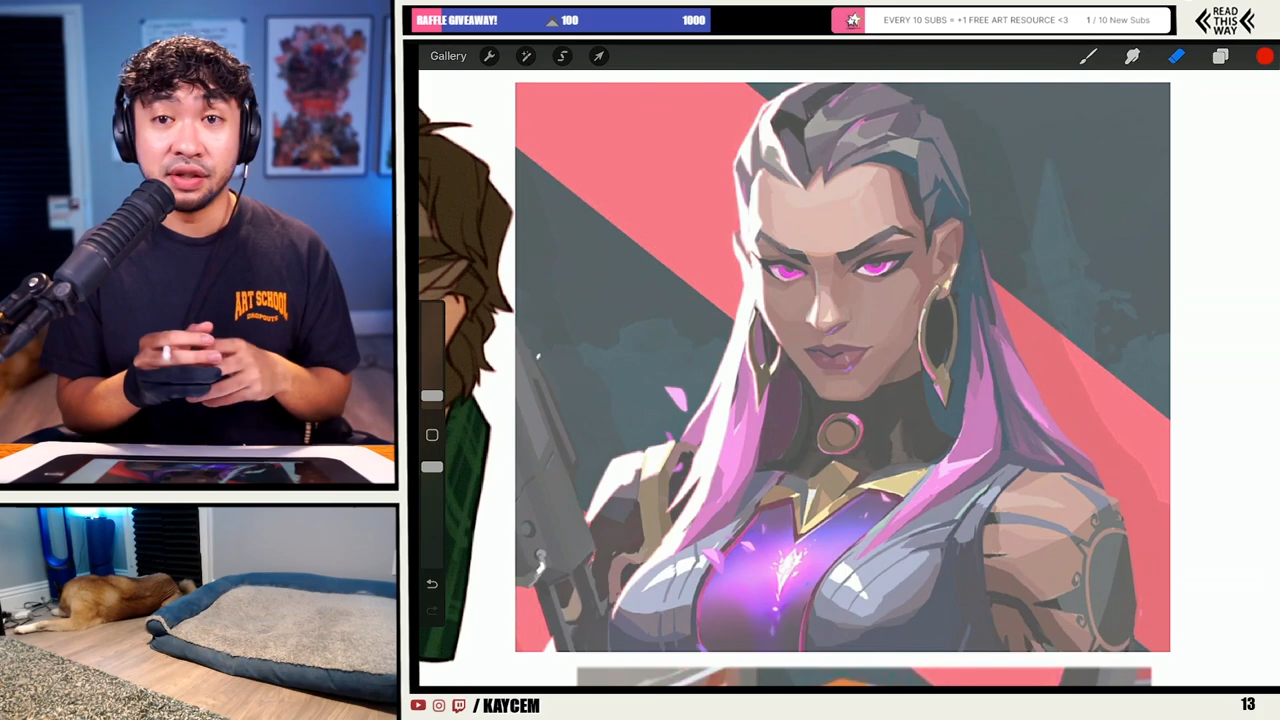 RAFFLE GIVEAWAY!
100
1000
EVERY 10 SUBS = +1 FREE ART RESOURCE <3
1 / 10 New Subs
READ
THIS
WAY
Gallery
ART SCHOOL
DROPOUTS
/ KAYCEM
13